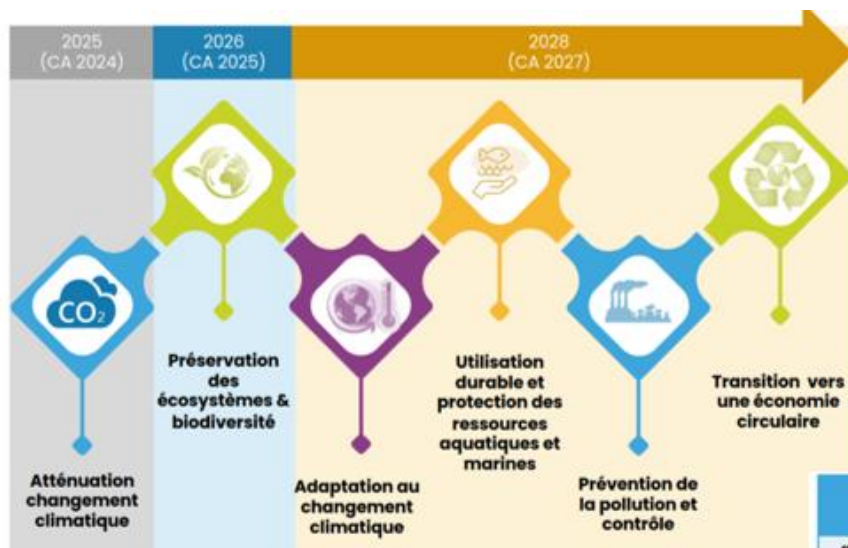 2025
(CA 2024)
2026
(CA 2025)
2028
(CA 2027)
CO₂
Atténuation
changement
climatique
Préservation
des
écosystèmes &
biodiversité
Adaptation au
changement
climatique
Utilisation
durable et
protection des
ressources
aquatiques et
marines
Prévention de
la pollution et
contrôle
Transition vers
une économie
circulaire